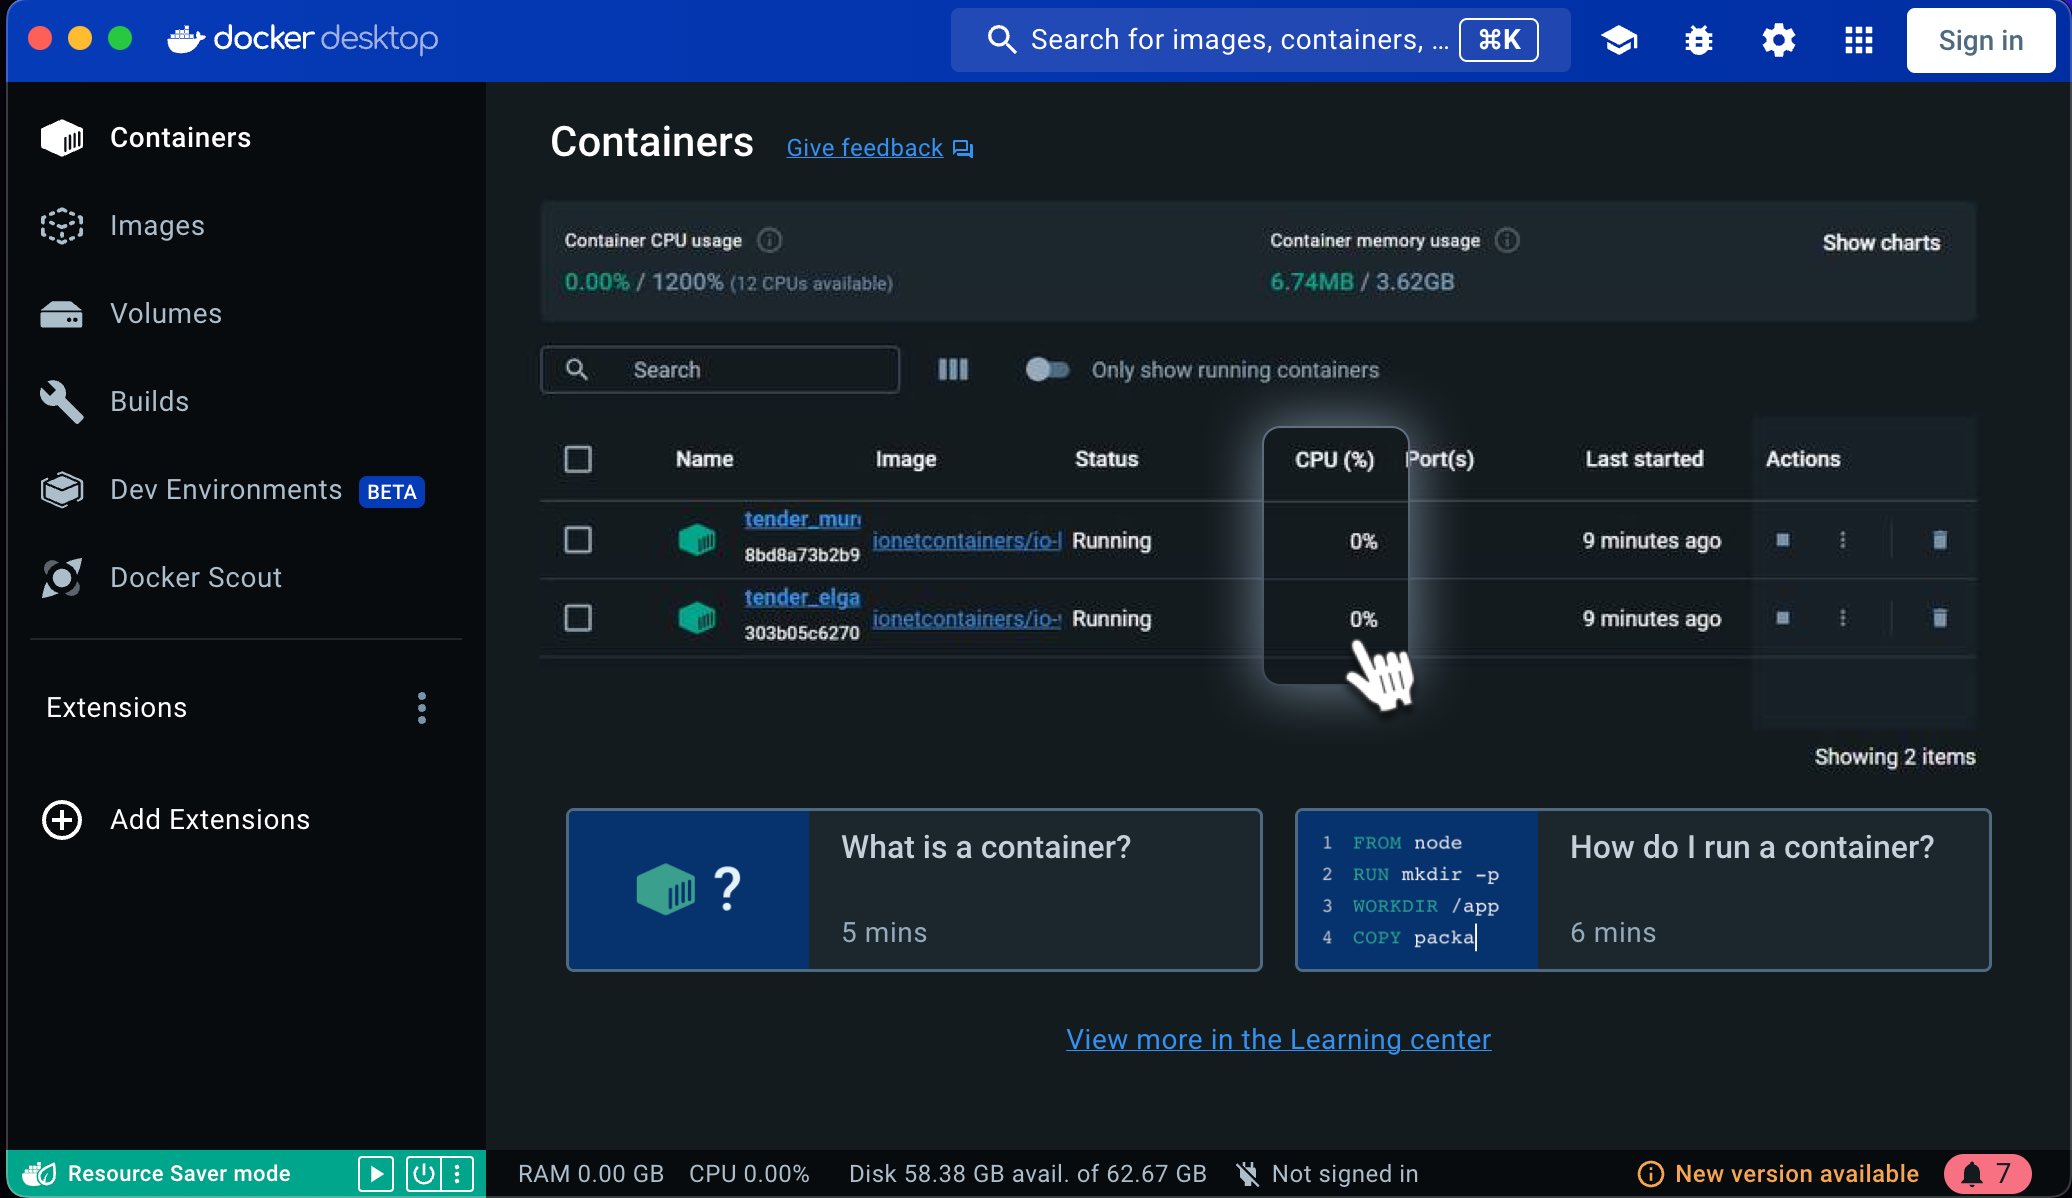 docker desktop
Search for images, containers, ...
⌘K
Sign in
Containers
Images
Volumes
Builds
Dev Environments BETA
Docker Scout
Extensions
Add Extensions
Containers
Give feedback
Container CPU usage
0.00% / 1200% (12 CPUs available)
Container memory usage
6.74MB / 3.62GB
Show charts
Search
Only show running containers
Name Image Status CPU (%) Port(s) Last started Actions
tender_mur
8bd8a73b2b9
ionetcontainers/io- Running 0% 9 minutes ago
tender_elga
303b05c6270
ionetcontainers/io- Running 0% 9 minutes ago
Showing 2 items
?
What is a container?
5 mins
1 FROM node
2 RUN mkdir -p
3 WORKDIR /app
4 COPY packa
How do I run a container?
6 mins
View more in the Learning center
Resource Saver mode
RAM 0.00 GB CPU 0.00% Disk 58.38 GB avail. of 62.67 GB Not signed in
New version available
7